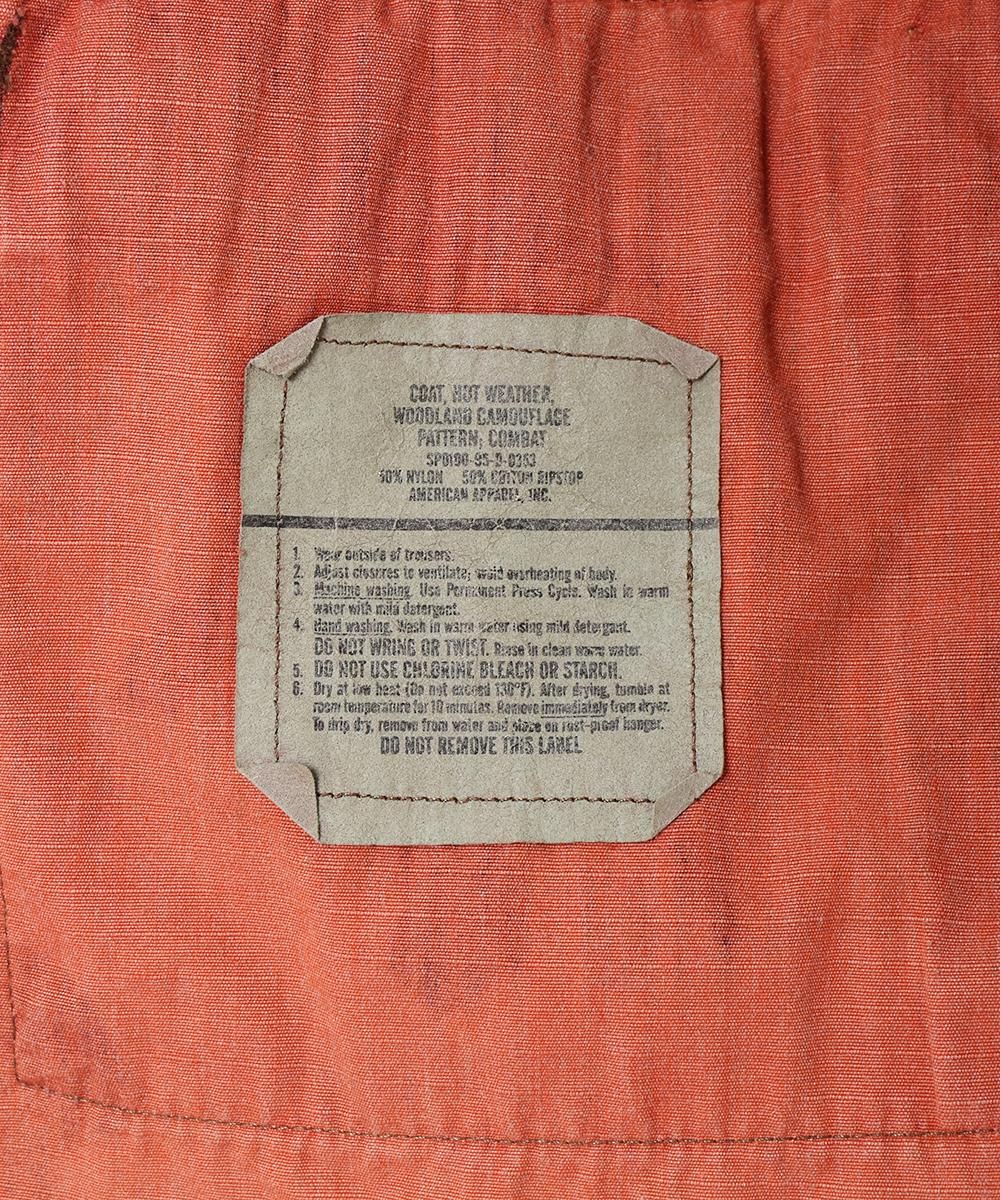 COAT, HOT WEATHER,
WOODLAND CAMOUFLAGE
PATTERN; COMBAT
SPO100-95-D-0353
50% NYLON 50% COTTON RIPSTOP
AMERICAN APPAREL, INC.
1. Wear outside of trousers.
2. Adjust closures to ventilate; avoid overheating of body.
3. Machine washing. Use Permanent Press Cycle. Wash in warm
water with mild detergent.
4. Hand washing. Wash in warm water using mild detergent.
DO NOT WRING OR TWIST. Rinse in clean warm water.
5. DO NOT USE CHLORINE BLEACH OR STARCH.
6. Dry at low heat (Do not exceed 130°F). After drying, tumble at
room temperature for 10 minutes. Remove immediately from dryer.
To drip dry, remove from water and place on rust-proof hanger.
DO NOT REMOVE THIS LABEL